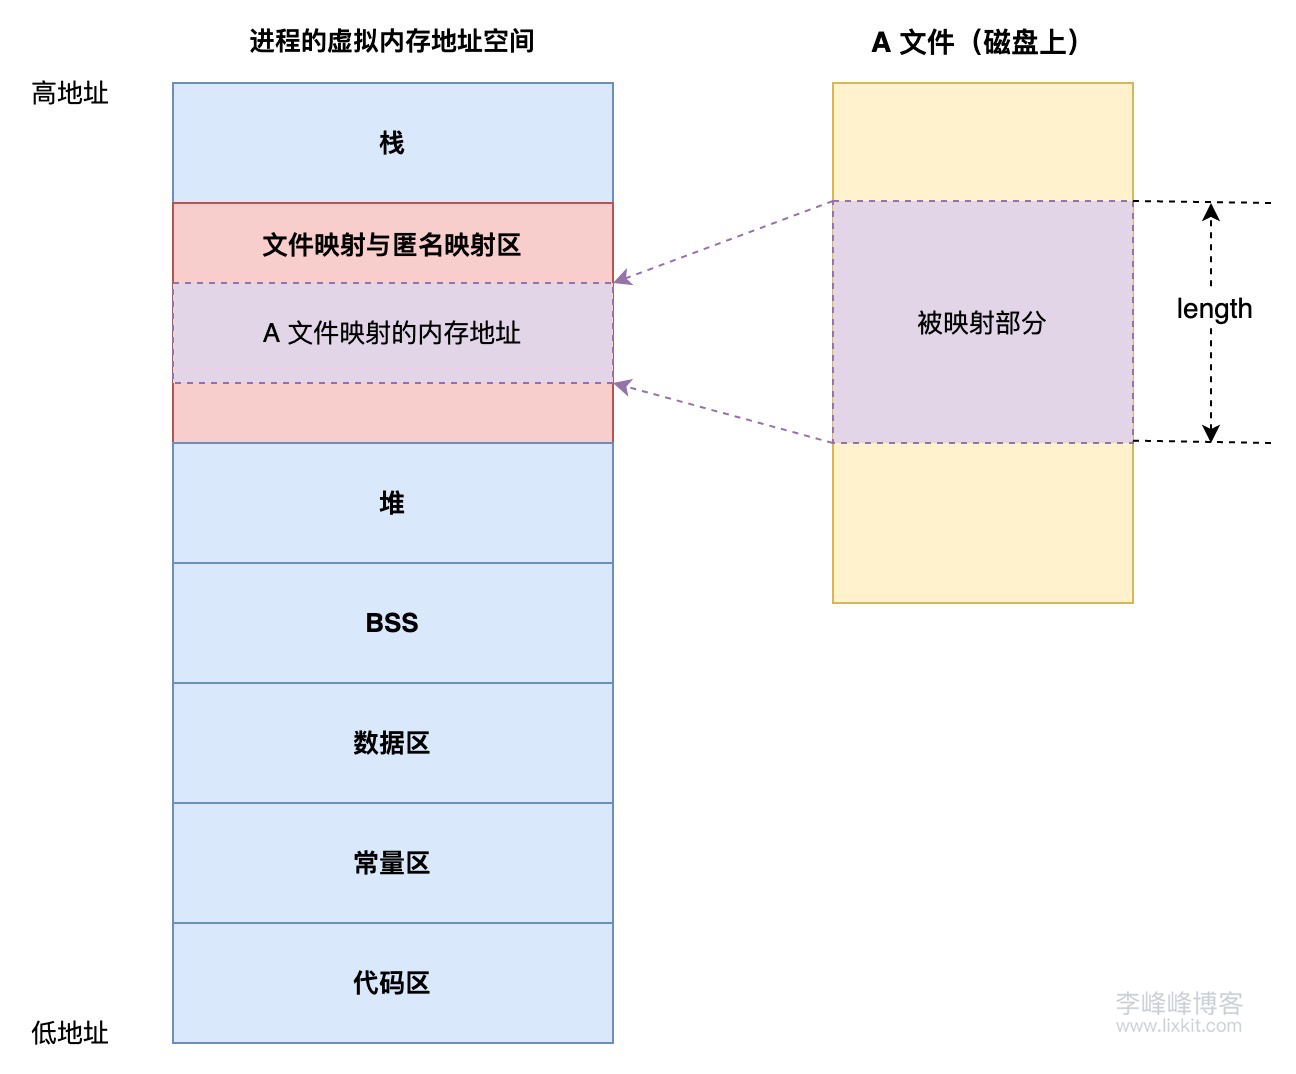 进程的虚拟内存地址空间
A 文件（磁盘上）
高地址
栈
文件映射与匿名映射区
A 文件映射的内存地址
被映射部分
length
堆
BSS
数据区
常量区
代码区
低地址
李峰峰博客
www.lixkit.com